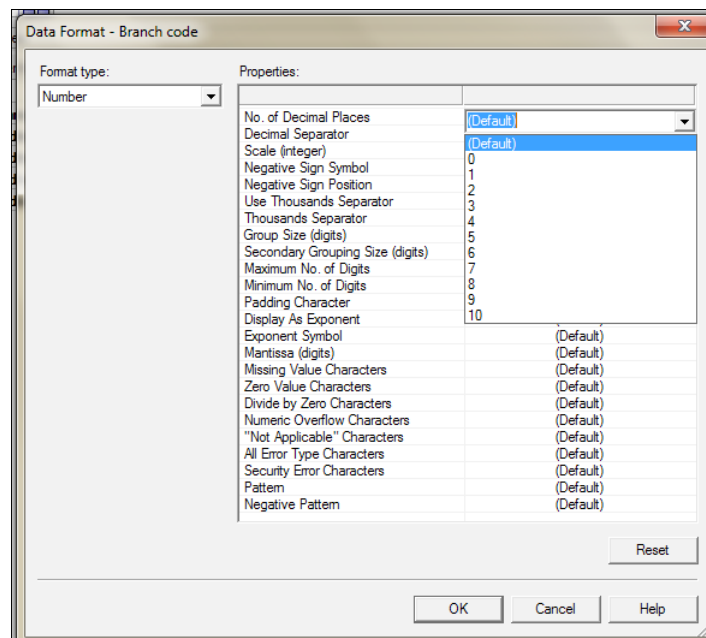 Data Format - Branch code
Format type:
Number
Properties:
No. of Decimal Places
(Default)
Decimal Separator
(Default)
Scale (integer)
0
Negative Sign Symbol
1
Negative Sign Position
2
Use Thousands Separator
3
Thousands Separator
4
Group Size (digits)
5
Secondary Grouping Size (digits)
6
Maximum No. of Digits
7
Minimum No. of Digits
8
Padding Character
9
Display As Exponent
10
Exponent Symbol
(Default)
Mantissa (digits)
(Default)
Missing Value Characters
(Default)
Zero Value Characters
(Default)
Divide by Zero Characters
(Default)
Numeric Overflow Characters
(Default)
"Not Applicable" Characters
(Default)
All Error Type Characters
(Default)
Security Error Characters
(Default)
Pattern
(Default)
Negative Pattern
(Default)
Reset
OK
Cancel
Help